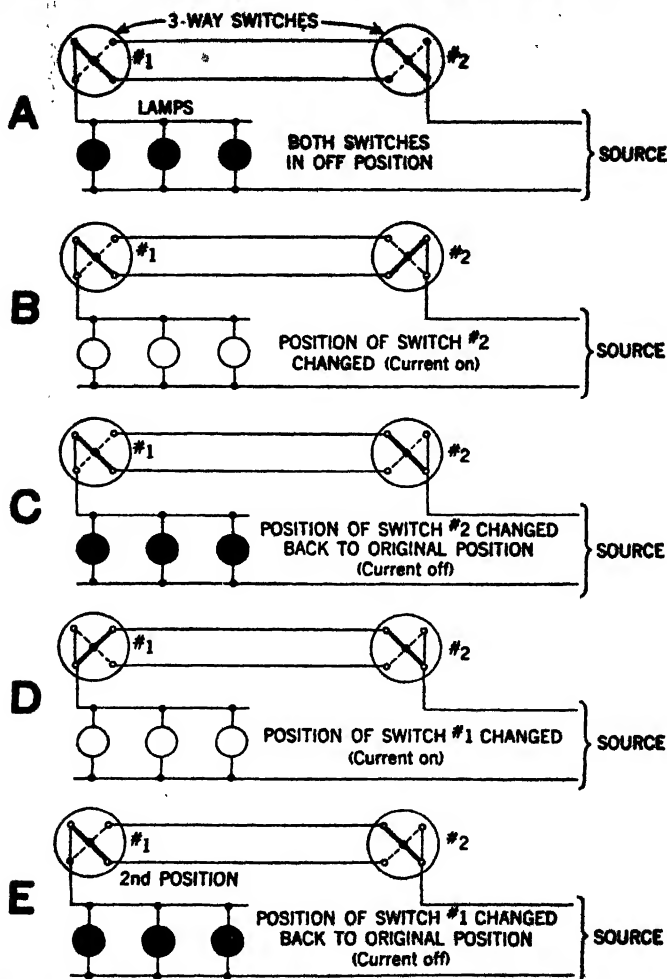 3-WAY SWITCHES
#1
#2
A
LAMPS
BOTH SWITCHES
IN OFF POSITION
SOURCE
#1
#2
B
POSITION OF SWITCH #2
CHANGED (Current on)
SOURCE
#1
#2
C
POSITION OF SWITCH #2 CHANGED
BACK TO ORIGINAL POSITION
(Current off)
SOURCE
#1
#2
D
POSITION OF SWITCH #1 CHANGED
(Current on)
SOURCE
#1
#2
2nd POSITION
E
POSITION OF SWITCH #1 CHANGED
BACK TO ORIGINAL POSITION
(Current off)
SOURCE